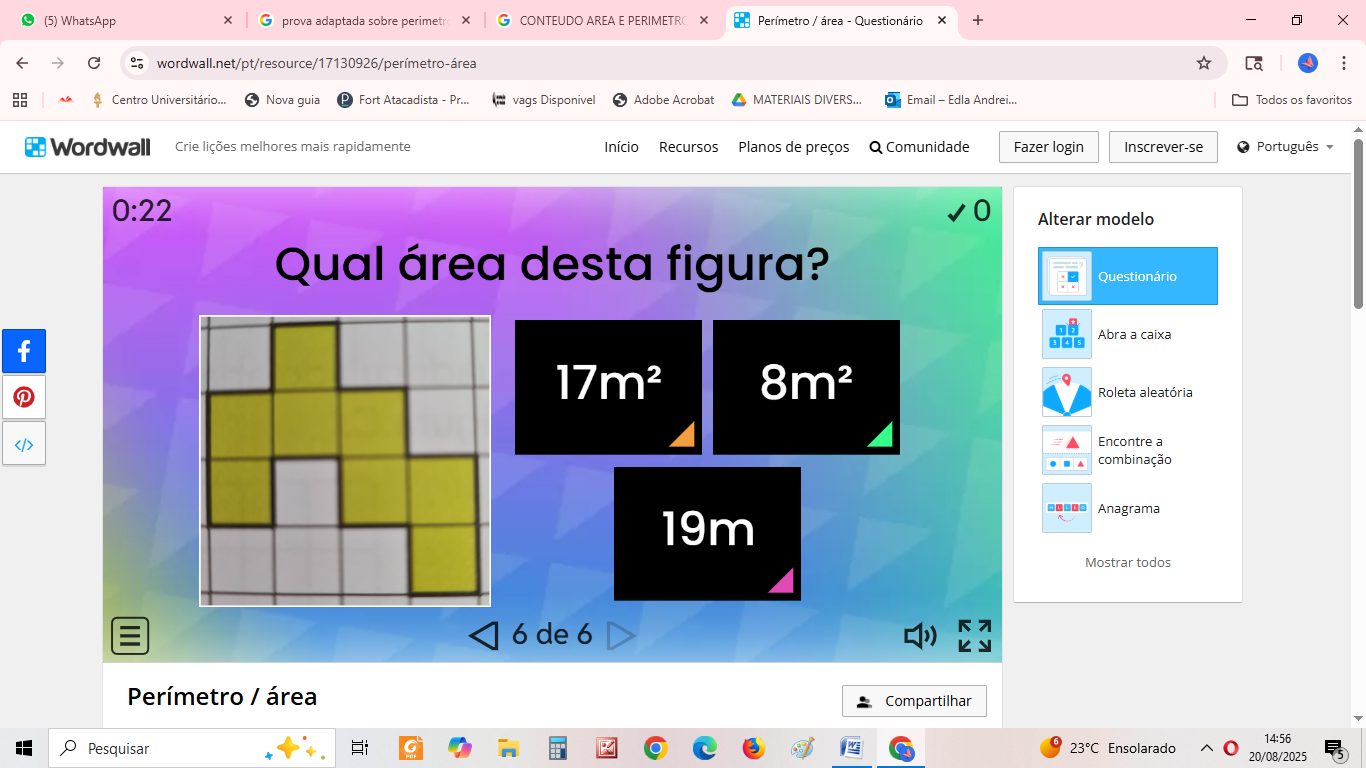 (5) WhatsApp
prova adaptada sobre perimetr
CONTEUDO AREA E PERIMETRO
Perímetro / área - Questionário
wordwall.net/pt/resource/17130926/perímetro-área
Centro Universitário...
Nova guia
Fort Atacadista - Pr...
vags Disponivel
Adobe Acrobat
MATERIAIS DIVERS...
Email – Edla Andrei...
Todos os favoritos
Wordwall
Crie lições melhores mais rapidamente
Início
Recursos
Planos de preços
Comunidade
Fazer login
Inscrever-se
Português
0:22
0
Qual área desta figura?
17m²
8m²
19m
6 de 6
Alterar modelo
Questionário
Abra a caixa
Roleta aleatória
Encontre a
combinação
Anagrama
Mostrar todos
Perímetro / área
Compartilhar
Pesquisar
6
23°C Ensolarado
14:56
20/08/2025
5